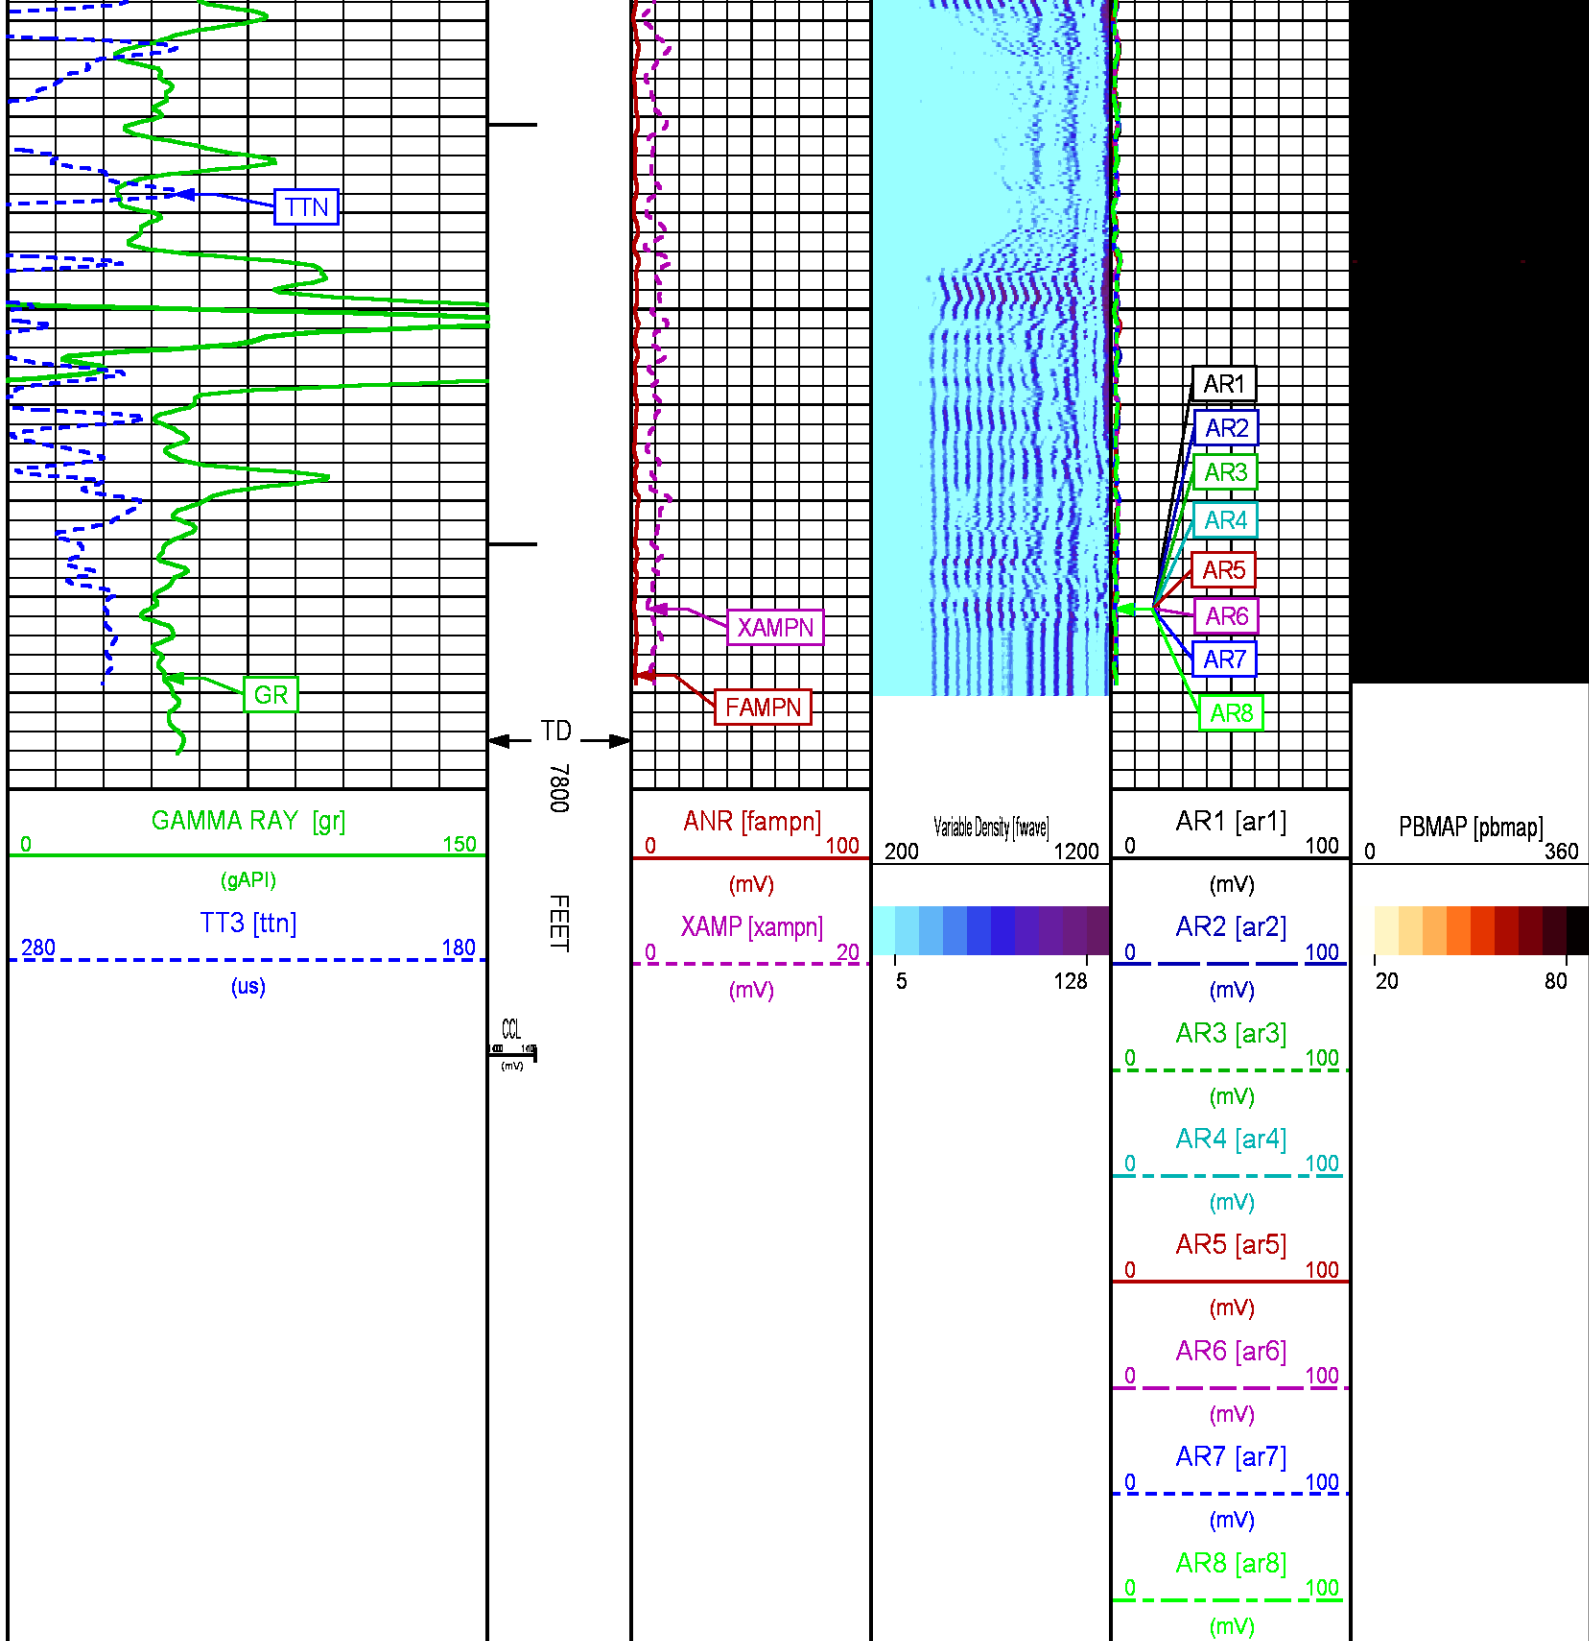 AR1
AR2
TTN
AR3
AR4
AR5
AR6
XAMPN
AR7
GR
FAMPN
AR8
TD
7800
FEET
GAMMA RAY [gr]
0 150
(gAPI)
TT3 [ttn]
280 180
(us)
CCL
(mV)
ANR [fampn]
0 100
(mV)
XAMP [xampn]
0 20
(mV)
Variable Density [fwave]
200 1200
5 128
AR1 [ar1]
0 100
(mV)
AR2 [ar2]
0 100
(mV)
AR3 [ar3]
0 100
(mV)
AR4 [ar4]
0 100
(mV)
AR5 [ar5]
0 100
(mV)
AR6 [ar6]
0 100
(mV)
AR7 [ar7]
0 100
(mV)
AR8 [ar8]
0 100
(mV)
PBMAP [pbmap]
0 360
20 80